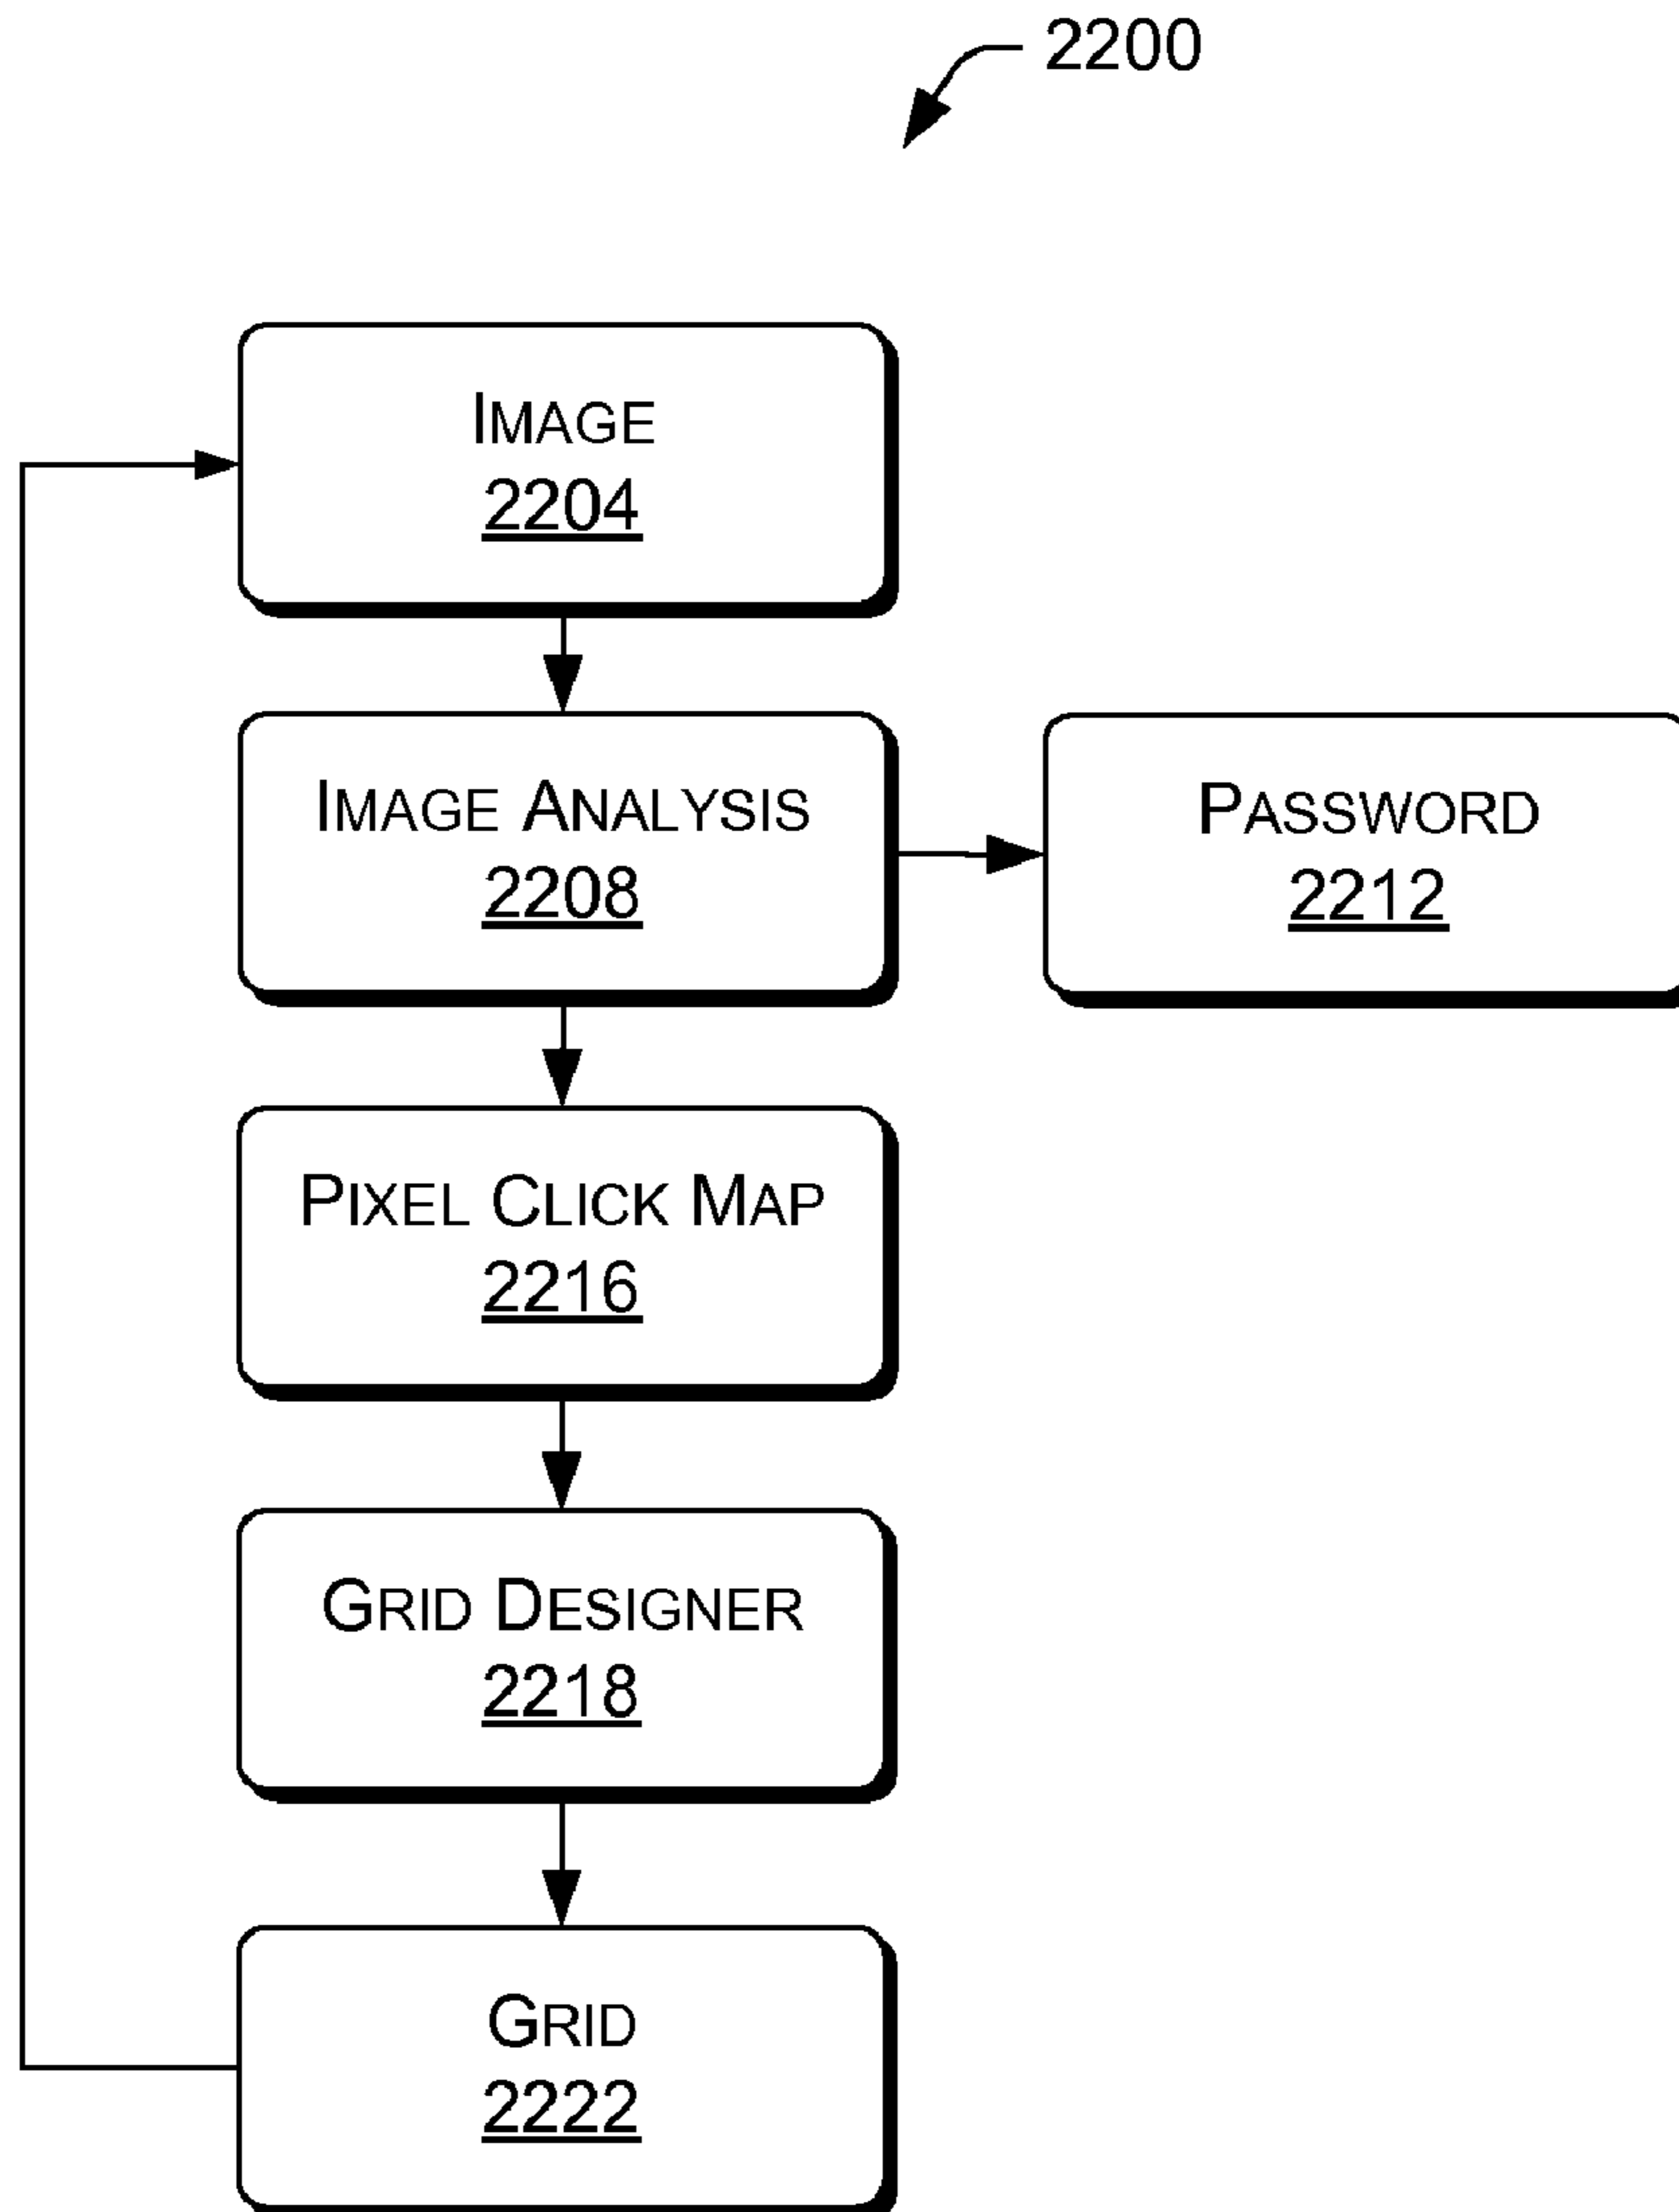 2200
IMAGE
2204
IMAGE ANALYSIS
2208
PASSWORD
2212
PIXEL CLICK MAP
2216
GRID DESIGNER
2218
GRID
2222